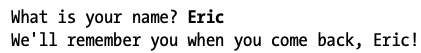 What is your name? Eric
We'll remember you when you come back, Eric!